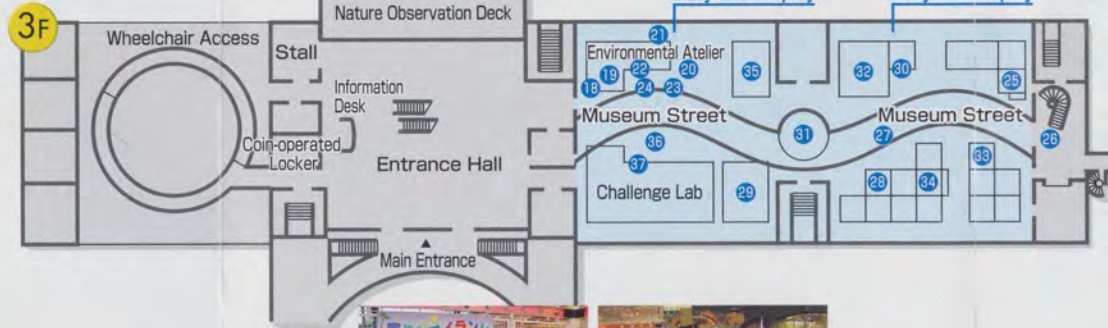 3F
Nature Observation Deck
Wheelchair Access
Stall
Information
Desk
Coin-operated
Locker
Entrance Hall
Main Entrance
21
Environmental Atelier
19
22
20
18
24
23
35
32
30
25
Museum Street
31
Museum Street
27
26
36
37
Challenge Lab
29
28
34
33